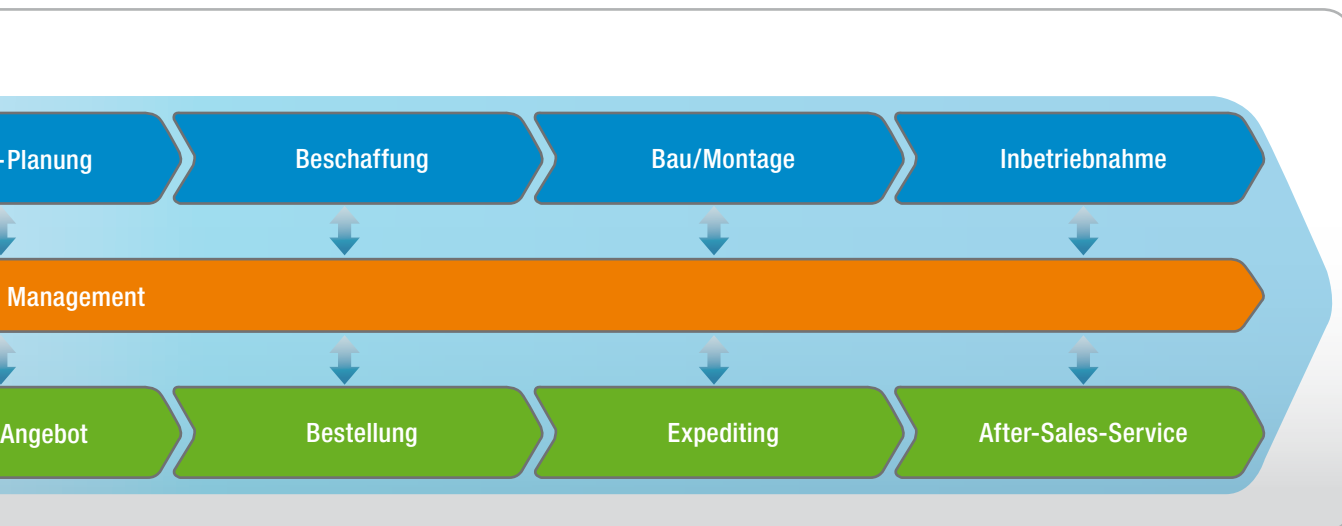 -Planung
Beschaffung
Bau/Montage
Inbetriebnahme
Management
Angebot
Bestellung
Expediting
After-Sales-Service